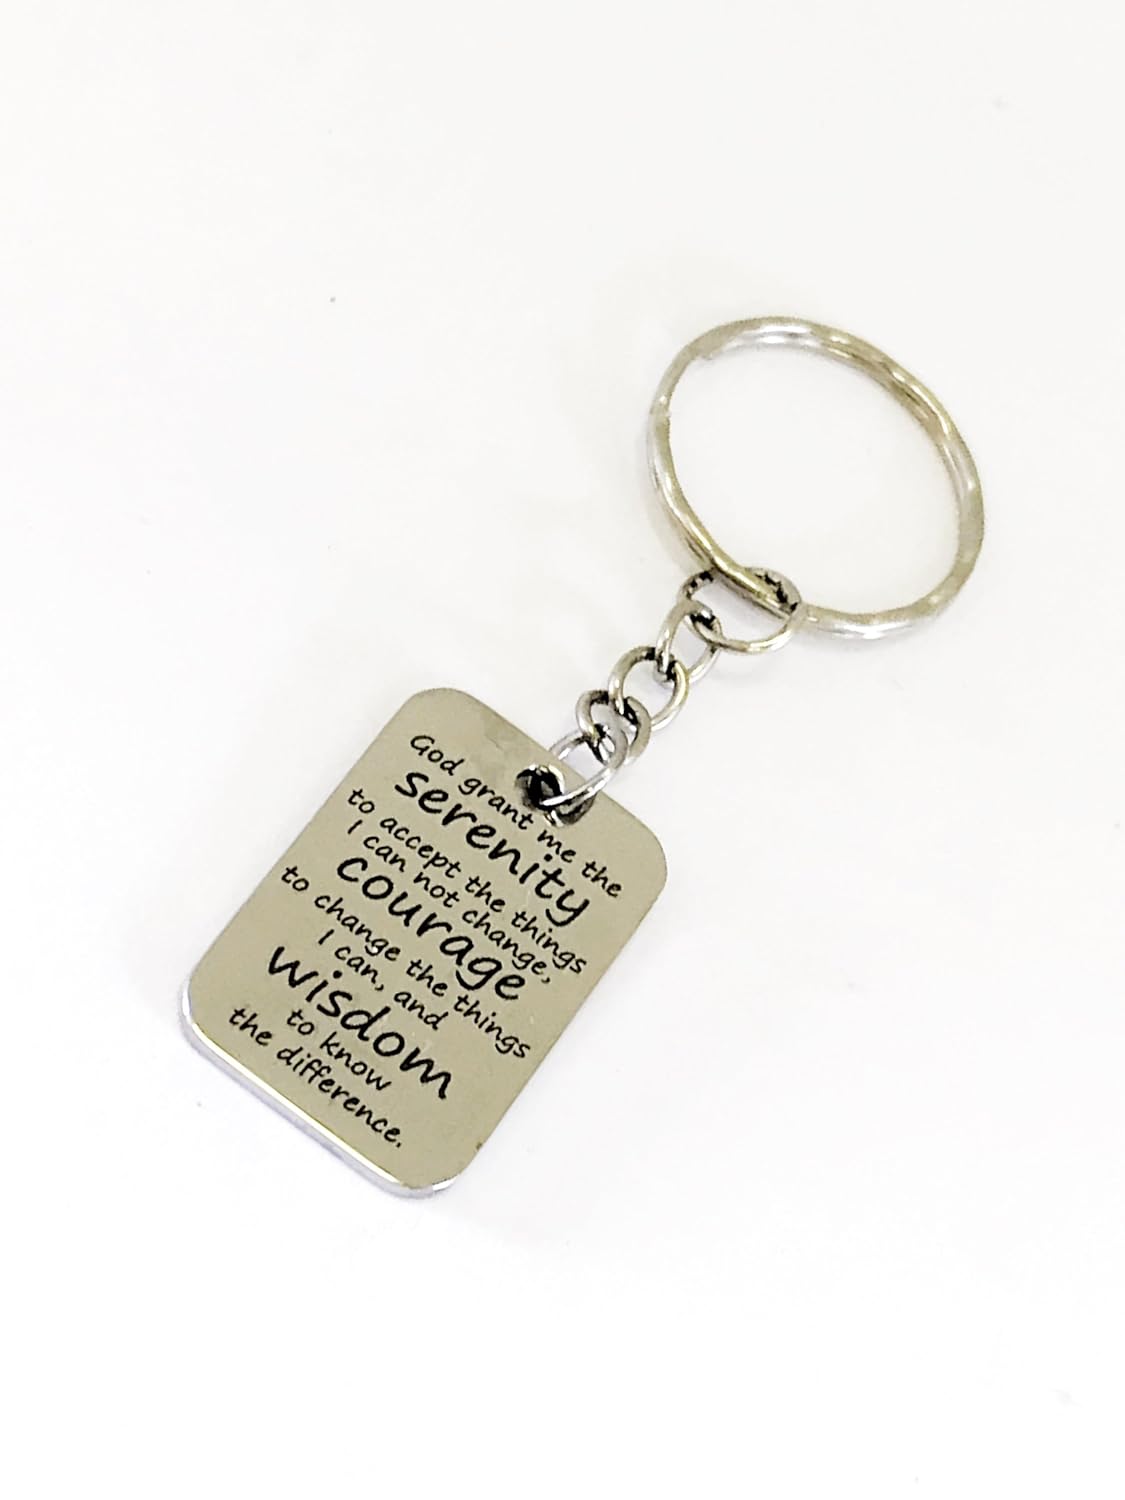 God grant me the
serenity
to accept the things
I can not change,
courage
to change the things
I can, and
wisdom
to know
the difference.